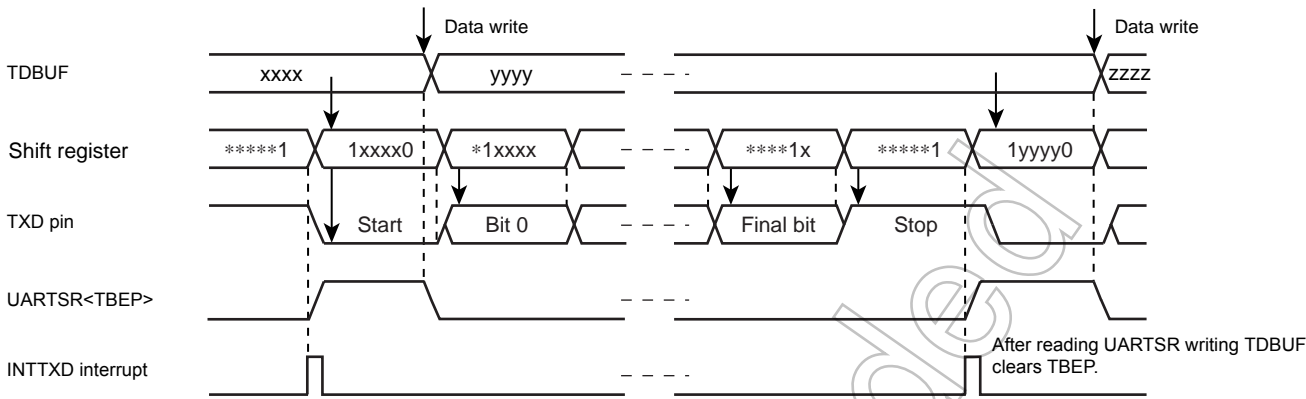 Data write
Data write
TDBUF
xxxx
yyyy
zzzz
Shift register
*****1
1xxxx0
*1xxxx
****1x
*****1
1yyyy0
TXD pin
Start
Bit 0
Final bit
Stop
UARTSR<TBEP>
INTTXD interrupt
After reading UARTSR writing TDBUF
clears TBEP.
ded